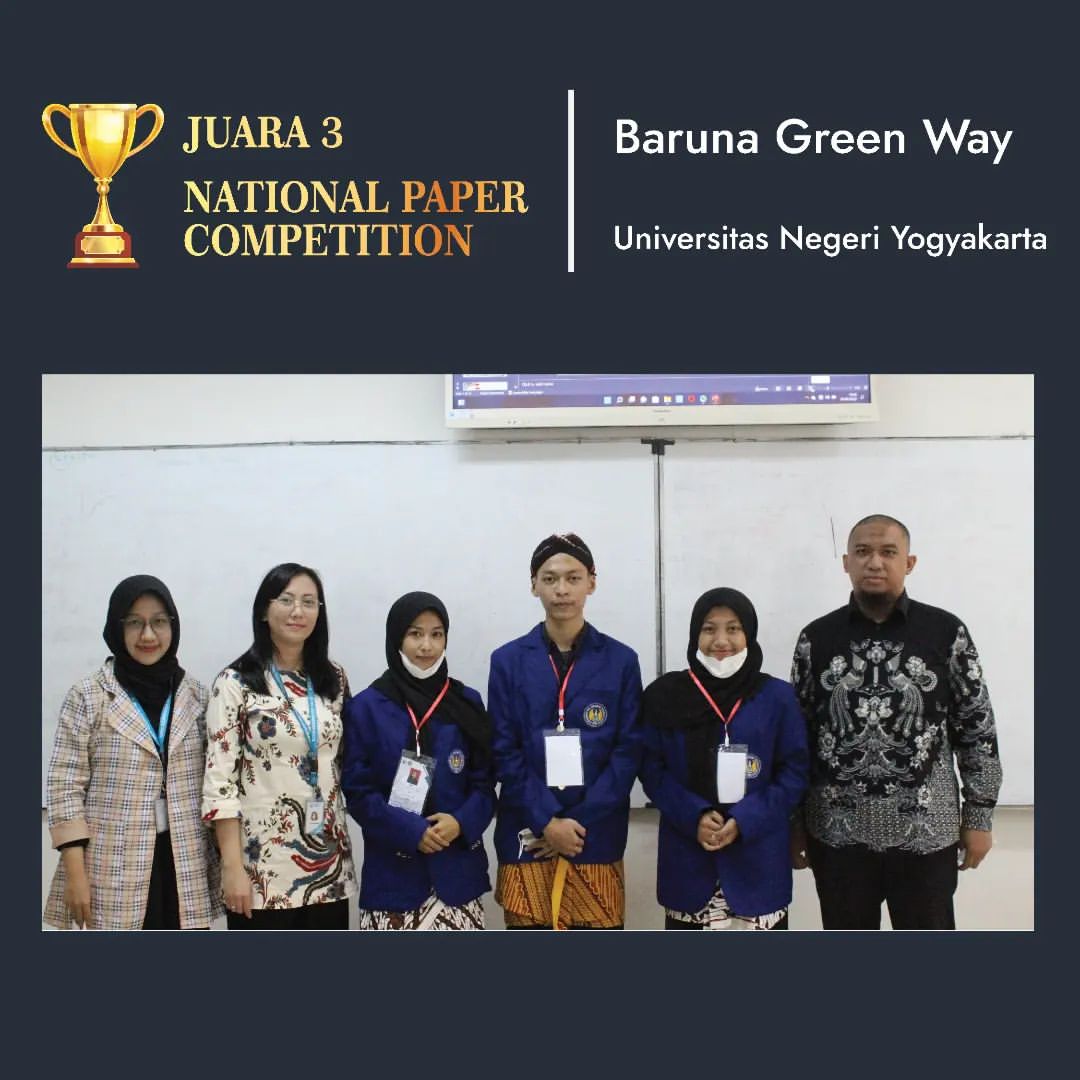 JUARA 3
NATIONAL PAPER
COMPETITION
Baruna Green Way
Universitas Negeri Yogyakarta